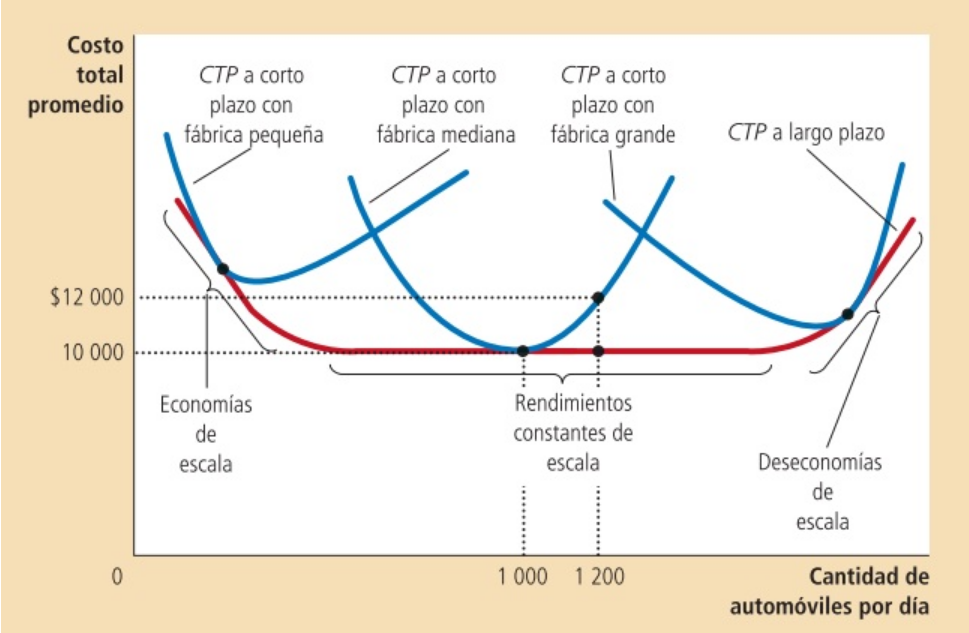 Costo
total
promedio
CTP a corto
plazo con
fábrica pequeña
CTP a corto
plazo con
fábrica mediana
CTP a corto
plazo con
fábrica grande
CTP a largo plazo
$12 000
10 000
Economías
de
escala
Rendimientos
constantes de
escala
Deseconomías
de
escala
0
1 000
1 200
Cantidad de
automóviles por día